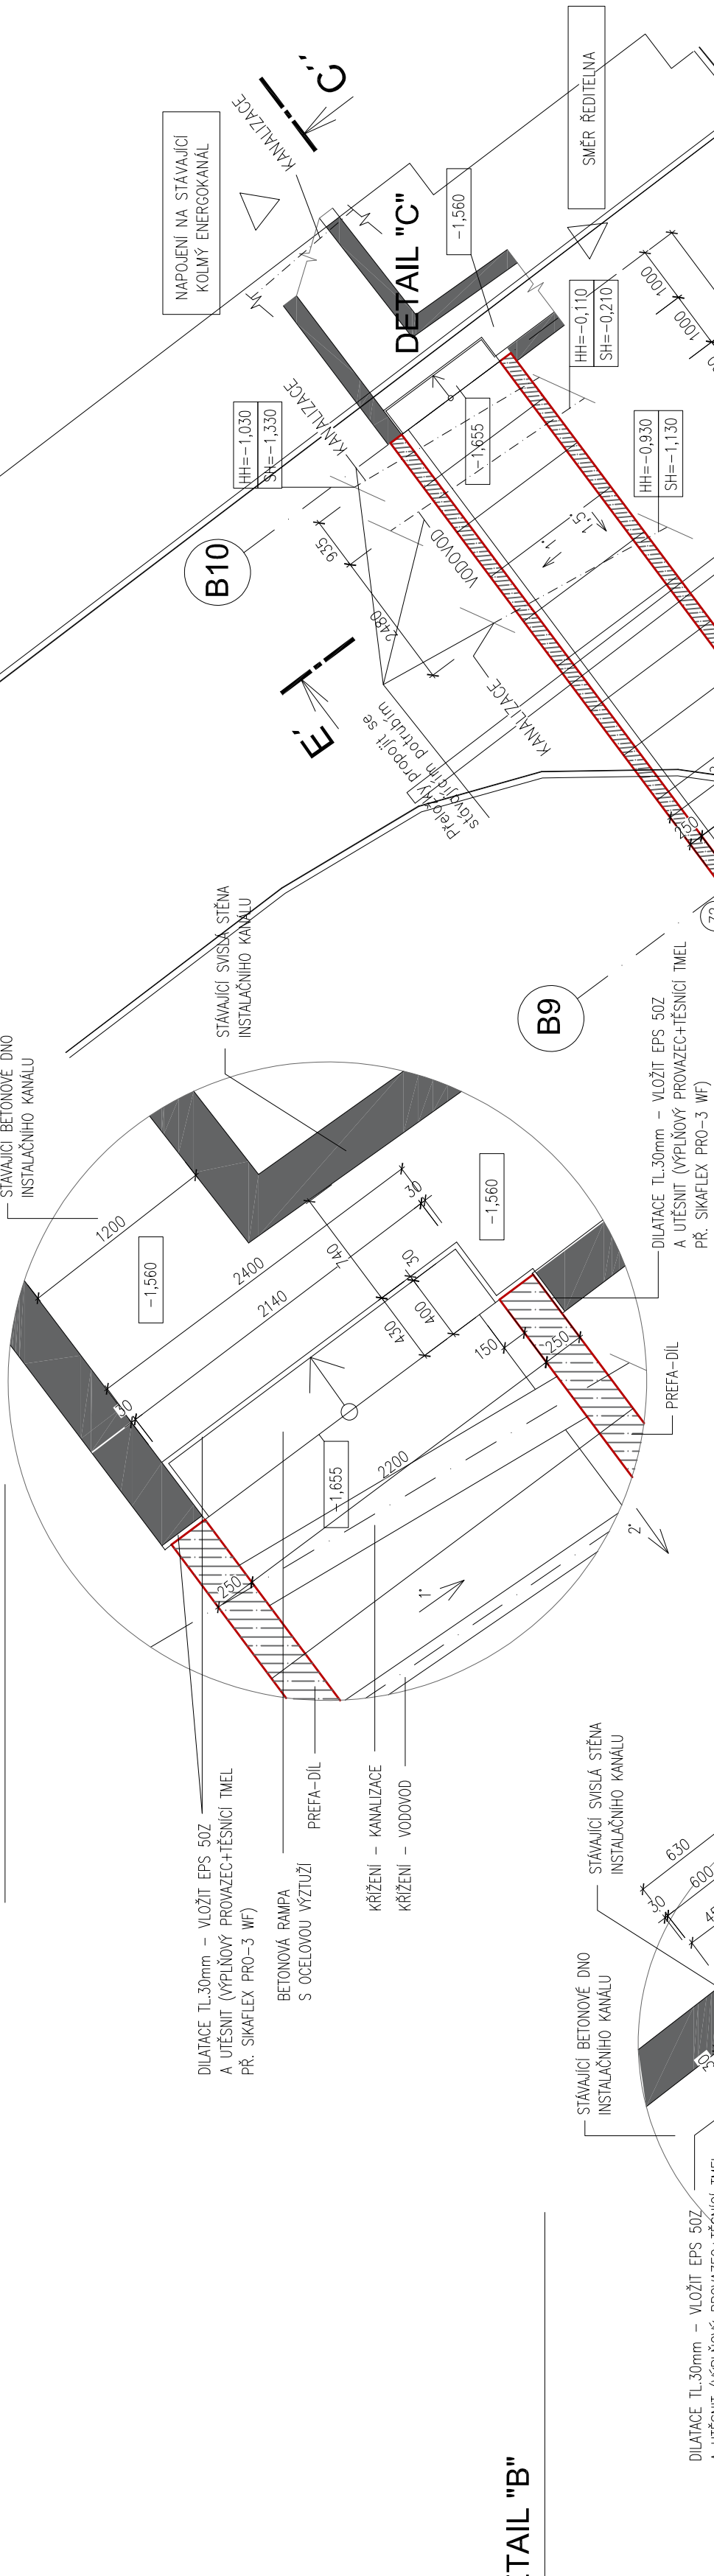 NAPOJENÍ NA STÁVAJÍCÍ
KOLMÝ ENERGOKANÁL
KANALIZACE
C'
SMĚR ŘEDITELNA
DETAIL "C"
-1,560
HH=-0,110
SH=-0,210
1000
1000
HH=-1,030
SH=-1,330
KANALIZACE
-1,655
HH=-0,930
SH=-1,130
B10
935
2480
VODOVOD
1°
1,5°
E'
KANALIZACE
Přeložky propojit se
stávajícím potrubím
250
B9
STÁVAJÍCÍ SVISLÁ STĚNA
INSTALAČNÍHO KANÁLU
STÁVAJÍCÍ BETONOVÉ DNO
INSTALAČNÍHO KANÁLU
DILATACE TL.30mm - VLOŽIT EPS 50Z
A UTĚSNIT (VÝPLŇOVÝ PROVAZEC+TĚSNÍCÍ TMEL
PŘ. SIKAFLEX PRO-3 WF)
1200
-1,560
2400
2140
740
30
30
-1,560
430
400
150
250
30
-1,655
2200
250
1°
2°
PREFA-DÍL
DILATACE TL.30mm - VLOŽIT EPS 50Z
A UTĚSNIT (VÝPLŇOVÝ PROVAZEC+TĚSNÍCÍ TMEL
PŘ. SIKAFLEX PRO-3 WF)
BETONOVÁ RAMPA
S OCELOVOU VÝZTUŽÍ
PREFA-DÍL
KŘÍŽENÍ - KANALIZACE
KŘÍŽENÍ - VODOVOD
STÁVAJÍCÍ SVISLÁ STĚNA
INSTALAČNÍHO KANÁLU
630
600
30
STÁVAJÍCÍ BETONOVÉ DNO
INSTALAČNÍHO KANÁLU
30
DILATACE TL.30mm - VLOŽIT EPS 50Z
TAIL "B"